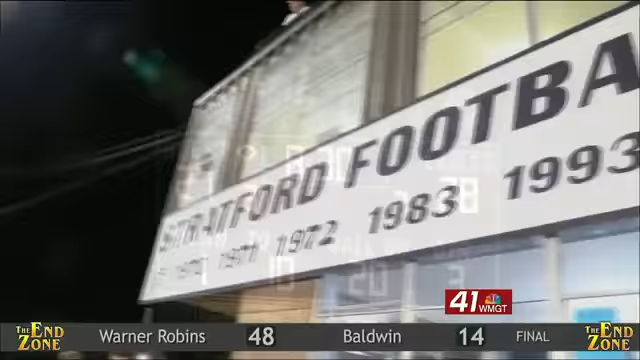 STRATFORD FOOTBA
1971 1972 1983 1993
41
WMGT
THE END ZONE Warner Robins 48 Baldwin 14 FINAL THE END ZONE